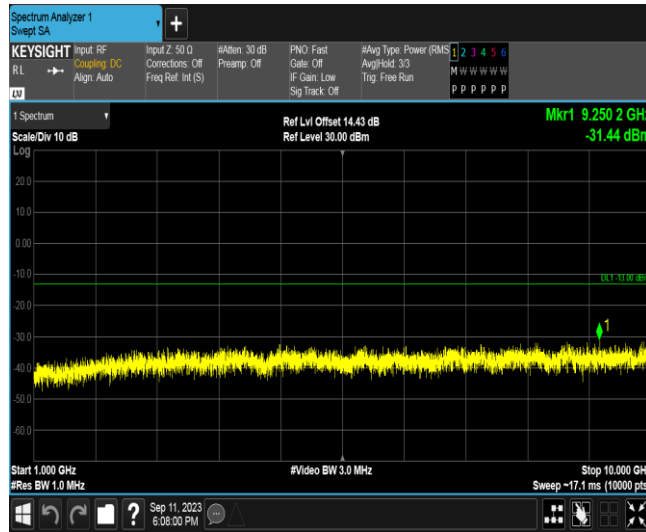 Spectrum Analyzer 1
Swept SA
+
KEYSIGHT
RL
LXI
Input: RF
Coupling: DC
Align: Auto
Input Z: 50 Ω
Corrections: Off
Freq Ref: Int (S)
#Atten: 30 dB
Preamp: Off
PNO: Fast
Gate: Off
IF Gain: Low
Sig Track: Off
#Avg Type: Power (RMS
Avg|Hold: 3/3
Trig: Free Run
1 2 3 4 5 6
M W W W W W
P P P P P P
1 Spectrum
Scale/Div 10 dB
Log
Ref Lvl Offset 14.43 dB
Ref Level 30.00 dBm
Mkr1 9.250 2 GHz
-31.44 dBm
20.0
10.0
0.00
-10.0
-20.0
-30.0
-40.0
-50.0
-60.0
DL1 -13.00 dBm
1
Start 1.000 GHz
#Res BW 1.0 MHz
#Video BW 3.0 MHz
Stop 10.000 GHz
Sweep ~17.1 ms (10000 pts
?
Sep 11, 2023
6:08:00 PM